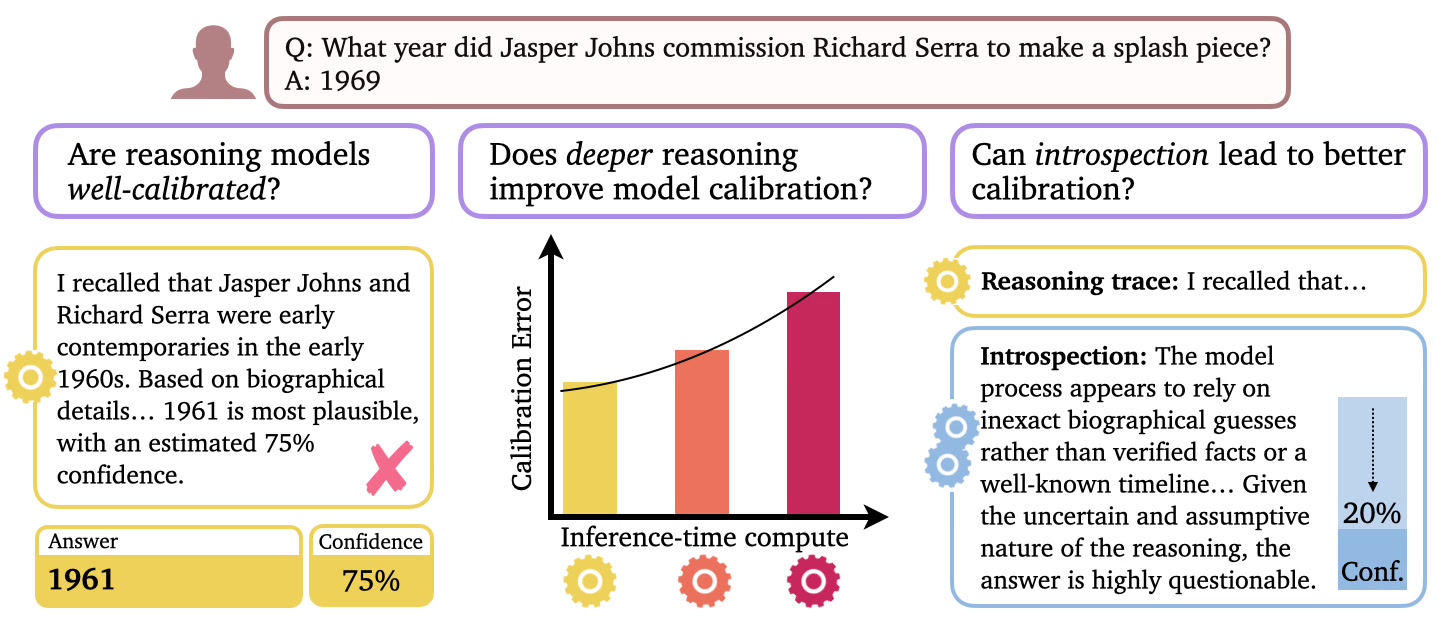 Q: What year did Jasper Johns commission Richard Serra to make a splash piece?
A: 1969
Are reasoning models
well-calibrated?
I recalled that Jasper Johns and
Richard Serra were early
contemporaries in the early
1960s. Based on biographical
details... 1961 is most plausible,
with an estimated 75%
confidence.
Answer
1961
Confidence
75%
Does deeper reasoning
improve model calibration?
Calibration Error
Inference-time compute
Can introspection lead to better
calibration?
Reasoning trace: I recalled that...
Introspection: The model
process appears to rely on
inexact biographical guesses
rather than verified facts or a
well-known timeline... Given
the uncertain and assumptive
nature of the reasoning, the
answer is highly questionable.
20%
Conf.